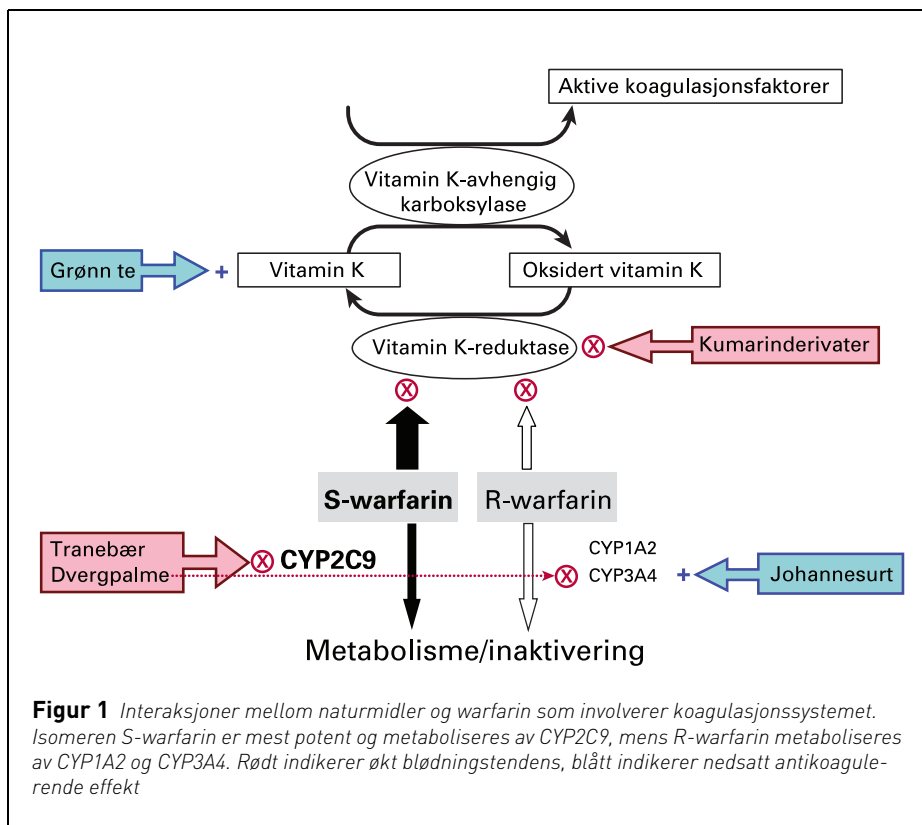 Aktive koagulasjonsfaktorer
Vitamin K-avhengig
karboksylase
Grønn te
+
Vitamin K
Oksidert vitamin K
Vitamin K-reduktase
X
Kumarinderivater
X
X
S-warfarin
R-warfarin
Tranebær
Dvergpalme
X
CYP2C9
X
CYP1A2
CYP3A4
+
Johannesurt
Metabolisme/inaktivering
Figur 1 Interaksjoner mellom naturmidler og warfarin som involverer koagulasjonssystemet.
Isomeren S-warfarin er mest potent og metaboliseres av CYP2C9, mens R-warfarin metaboliseres
av CYP1A2 og CYP3A4. Rødt indikerer økt blødningstendens, blått indikerer nedsatt antikoagule-
rende effekt